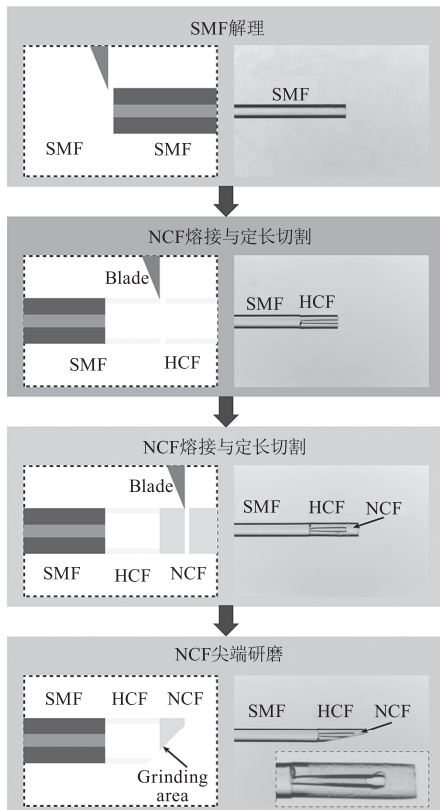 SMF解理
SMF
SMF SMF
NCF熔接与定长切割
Blade
SMF HCF
SMF HCF
NCF熔接与定长切割
Blade
SMF HCF NCF
SMF HCF NCF
NCF尖端研磨
SMF HCF NCF
Grinding
area
SMF HCF NCF